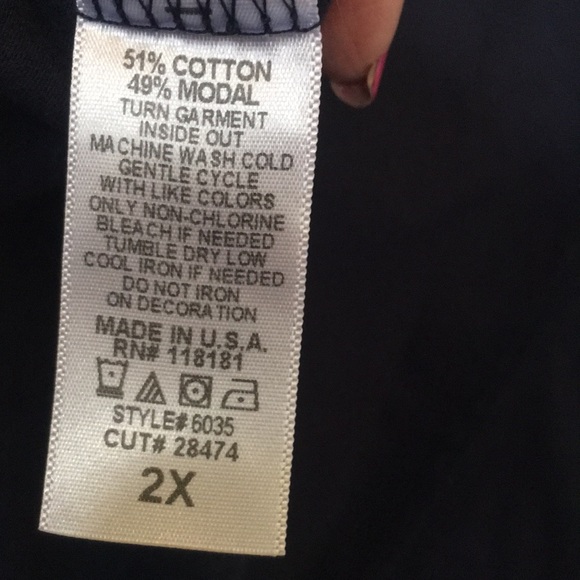 51% COTTON
49% MODAL
TURN GARMENT
INSIDE OUT
MACHINE WASH COLD
GENTLE CYCLE
WITH LIKE COLORS
ONLY NON-CHLORINE
BLEACH IF NEEDED
TUMBLE DRY LOW
COOL IRON IF NEEDED
DO NOT IRON
ON DECORATION
MADE IN U.S.A.
RN# 118181
STYLE# 6035
CUT# 28474
2X